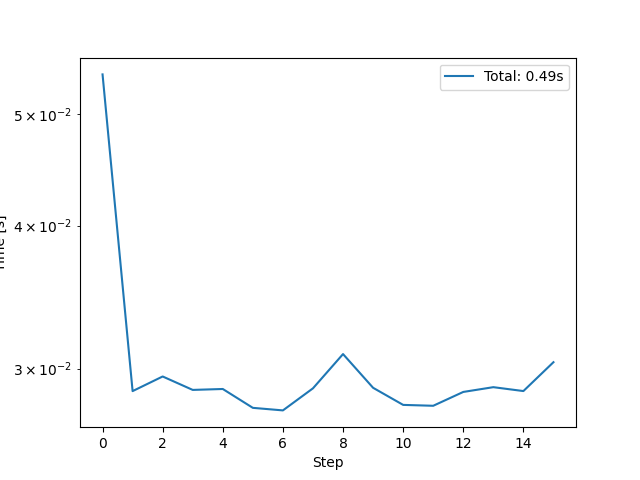 Total: 0.49s
5 × 10⁻²
4 × 10⁻²
3 × 10⁻²
[s]
0 2 4 6 8 10 12 14
Step